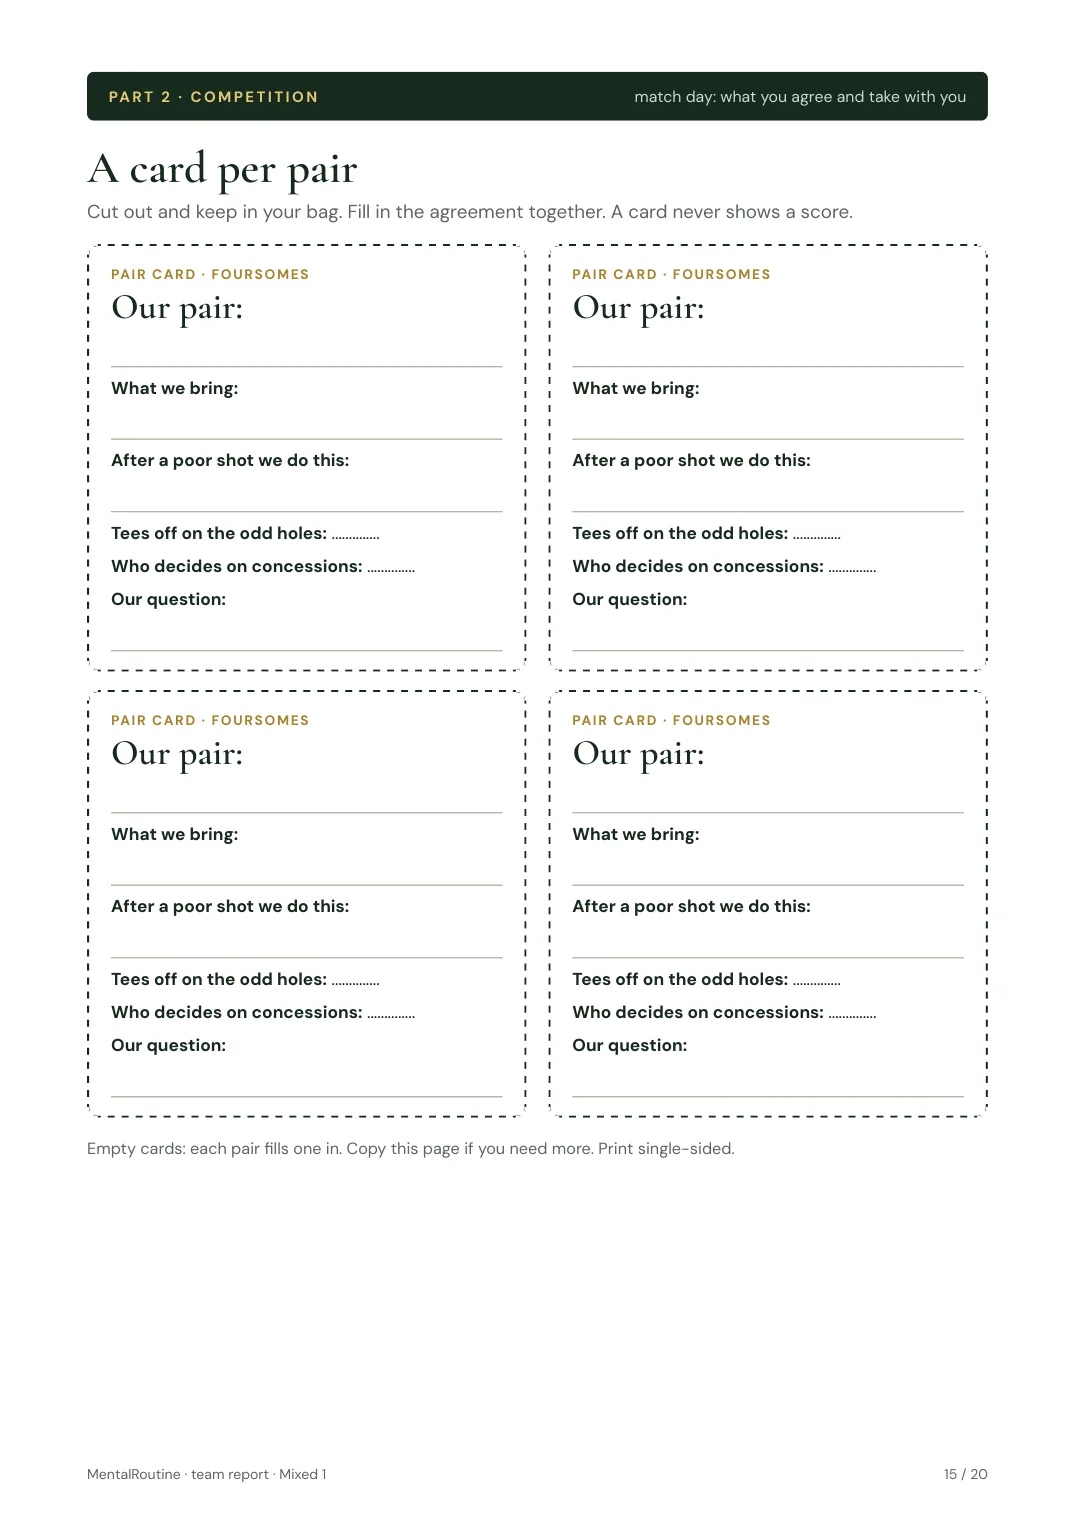 PART 2 · COMPETITION
match day: what you agree and take with you
A card per pair
Cut out and keep in your bag. Fill in the agreement together. A card never shows a score.
PAIR CARD · FOURSOMES
Our pair:
What we bring:
After a poor shot we do this:
Tees off on the odd holes: ..............
Who decides on concessions: ..............
Our question:
PAIR CARD · FOURSOMES
Our pair:
What we bring:
After a poor shot we do this:
Tees off on the odd holes: ..............
Who decides on concessions: ..............
Our question:
PAIR CARD · FOURSOMES
Our pair:
What we bring:
After a poor shot we do this:
Tees off on the odd holes: ..............
Who decides on concessions: ..............
Our question:
PAIR CARD · FOURSOMES
Our pair:
What we bring:
After a poor shot we do this:
Tees off on the odd holes: ..............
Who decides on concessions: ..............
Our question:
Empty cards: each pair fills one in. Copy this page if you need more. Print single-sided.
MentalRoutine · team report · Mixed 1
15 / 20